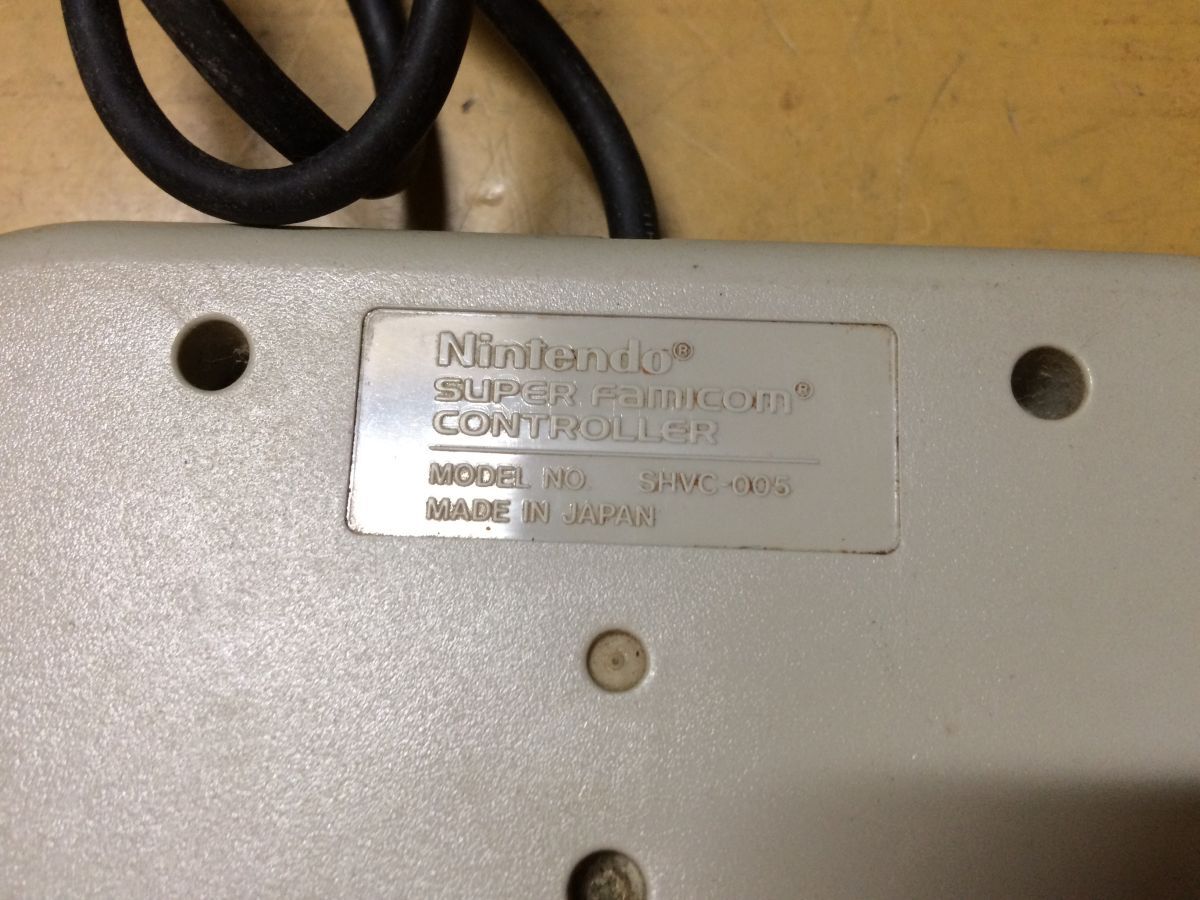 Nintendo®
SUPER FAMICOM®
CONTROLLER
MODEL NO. SHVC-005
MADE IN JAPAN